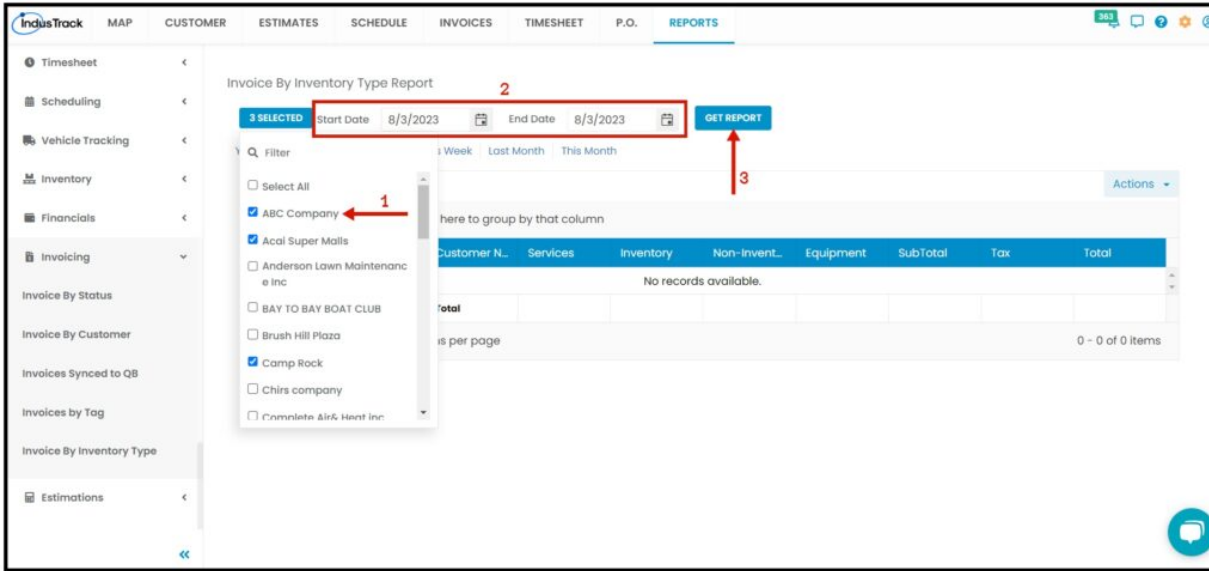 IndusTrack MAP CUSTOMER ESTIMATES SCHEDULE INVOICES TIMESHEET P.O. REPORTS 363
Timesheet
Scheduling
Vehicle Tracking
Inventory
Financials
Invoicing
Invoice By Status
Invoice By Customer
Invoices Synced to QB
Invoices by Tag
Invoice By Inventory Type
Estimations
Invoice By Inventory Type Report
2
3 SELECTED Start Date 8/3/2023 End Date 8/3/2023 GET REPORT
Week Last Month This Month
3
Filter
Select All
1
ABC Company
Acai Super Malls
Anderson Lawn Maintenanc
e Inc
BAY TO BAY BOAT CLUB
Brush Hill Plaza
Camp Rock
Chirs company
Complete Air& Heat inc
Actions
here to group by that column
Customer N... Services Inventory Non-Invent... Equipment SubTotal Tax Total
No records available.
Total
per page
0 - 0 of 0 items